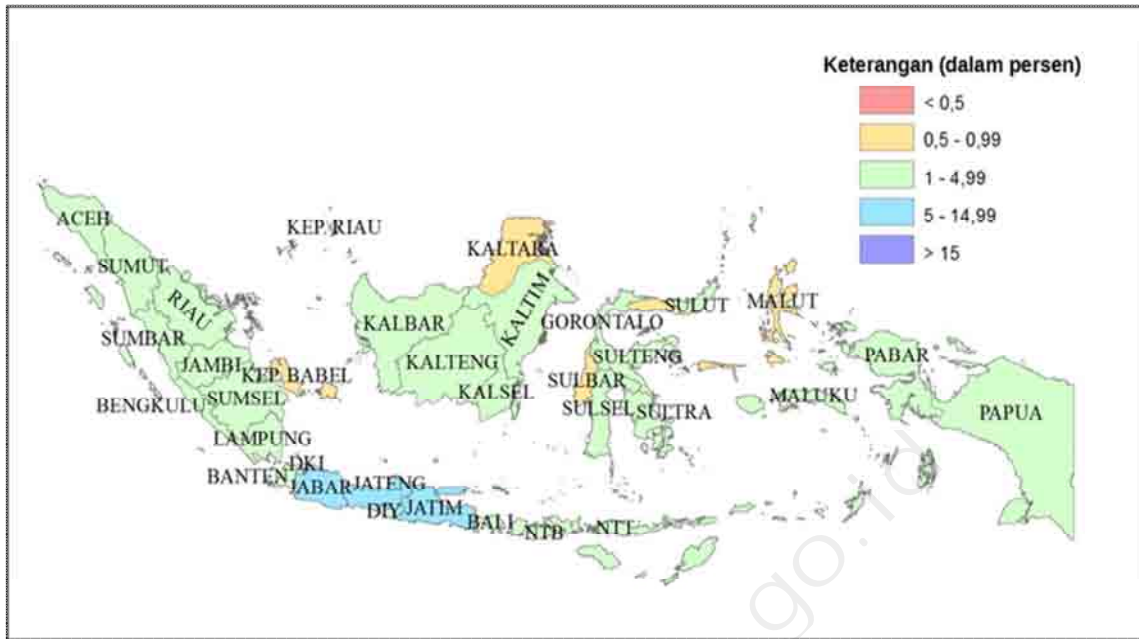 Keterangan (dalam persen)
< 0,5
0,5 - 0,99
1 - 4,99
5 - 14,99
> 15
ACEH
KEP RIAU
KALTARA
SUMUT
RIAU
KALTIM
SULUT
MALUT
KALBAR
GORONTALO
SUMBAR
JAMBI
KALTENG
SULTENG
PABAR
KEP. BABEL
SULBAR
KALSEL
SUMSEL
BENGKULU
SULSEL
SULTRA
MALUKU
PAPUA
LAMPUNG
DKI
BANTEN
JABAR
JATENG
DIY
JATIM
BALI
NTB
NTT
go.id